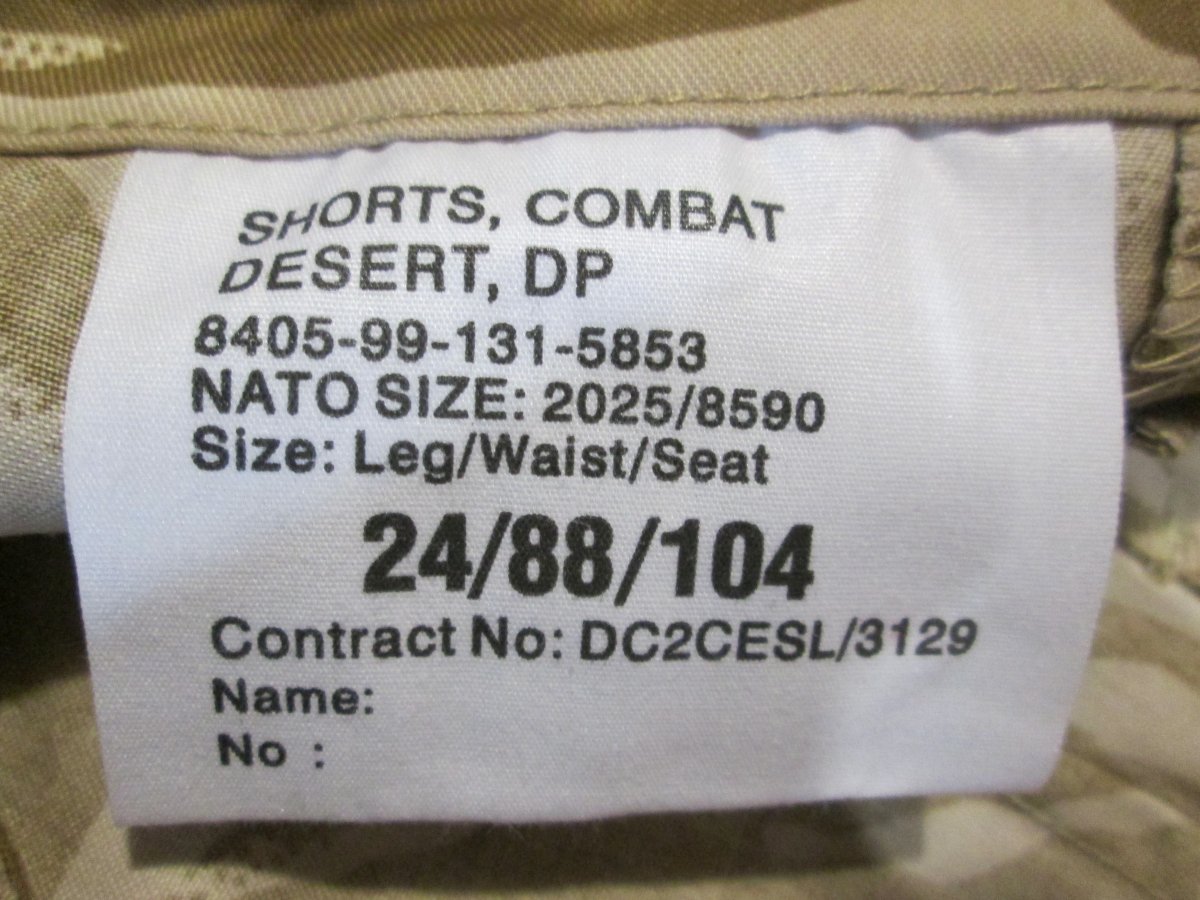 SHORTS, COMBAT
DESERT, DP
8405-99-131-5853
NATO SIZE: 2025/8590
Size: Leg/Waist/Seat
24/88/104
Contract No: DC2CESL/3129
Name:
No :